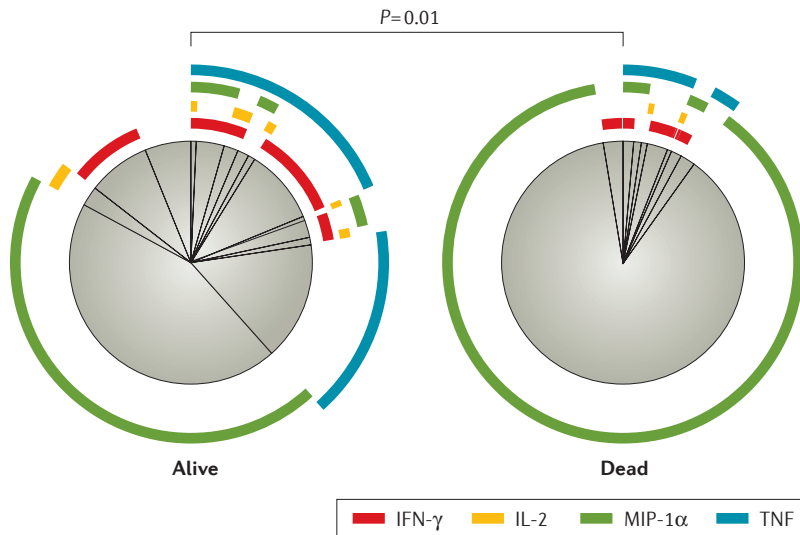 P=0.01
Alive
Dead
IFN-γ IL-2 MIP-1α TNF